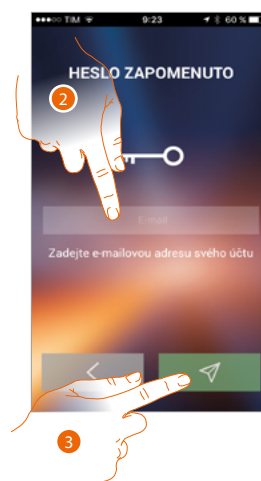 TIM 9:23 60 %
HESLO ZAPOMENUTO
2
E-mail
Zadejte e-mailovou adresu svého účtu
3